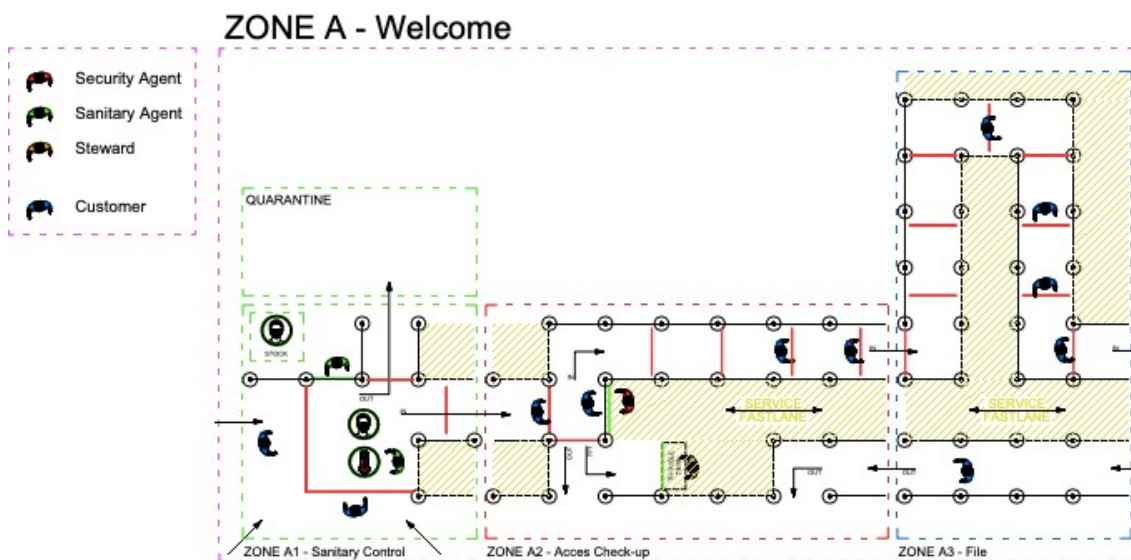 ZONE A - Welcome
Security Agent
Sanitary Agent
Steward
Customer
QUARANTINE
STOCK
OUT
IN
IN
IN
IN
SERVICE
FASTLANE
SERVICE
FASTLANE
OUT
OUT
OUT
ZONE A1 - Sanitary Control
ZONE A2 - Acces Check-up
ZONE A3 - File